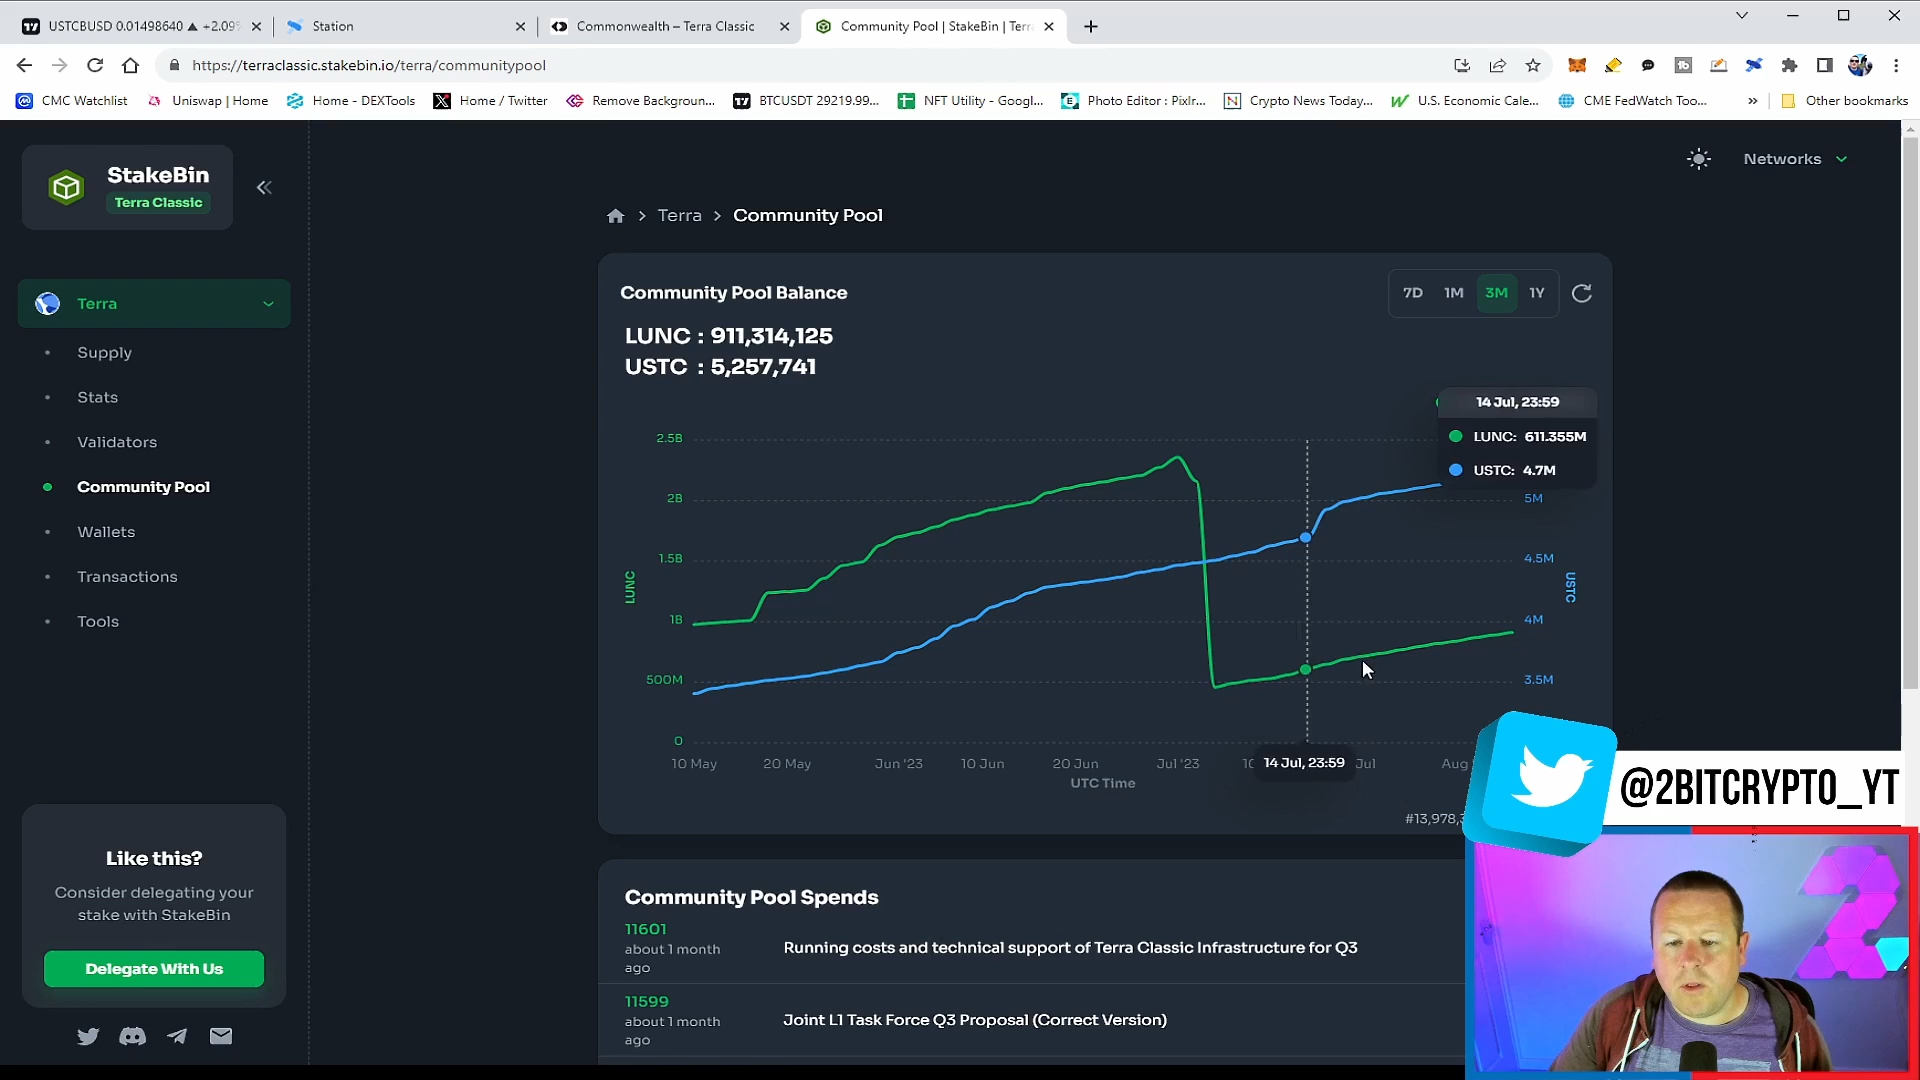 USTCBUSD 0.01498640 ▲ +2.09%
Station
Commonwealth – Terra Classic
Community Pool | StakeBin | Terra
https://terraclassic.stakebin.io/terra/communitypool
CMC Watchlist
Uniswap | Home
Home - DEXTools
Home / Twitter
Remove Backgroun...
BTCUSDT 29219.99...
NFT Utility - Googl...
Photo Editor : Pixlr...
Crypto News Today...
U.S. Economic Cale...
CME FedWatch Too...
»
Other bookmarks
StakeBin
Terra Classic
Networks
Terra > Community Pool
Terra
Supply
Stats
Validators
Community Pool
Wallets
Transactions
Tools
Community Pool Balance
7D 1M 3M 1Y
LUNC : 911,314,125
USTC : 5,257,741
14 Jul, 23:59
LUNC: 611.355M
USTC: 4.7M
2.5B
2B
1.5B
1B
500M
0
LUNC
5M
4.5M
4M
3.5M
USTC
10 May 20 May Jun '23 10 Jun 20 Jun Jul '23 10 14 Jul, 23:59 Jul Aug
UTC Time
#13,978,3
Like this?
Consider delegating your
stake with StakeBin
Delegate With Us
Community Pool Spends
11601
about 1 month
ago
Running costs and technical support of Terra Classic Infrastructure for Q3
11599
about 1 month
ago
Joint L1 Task Force Q3 Proposal (Correct Version)
@2BITCRYPTO_YT